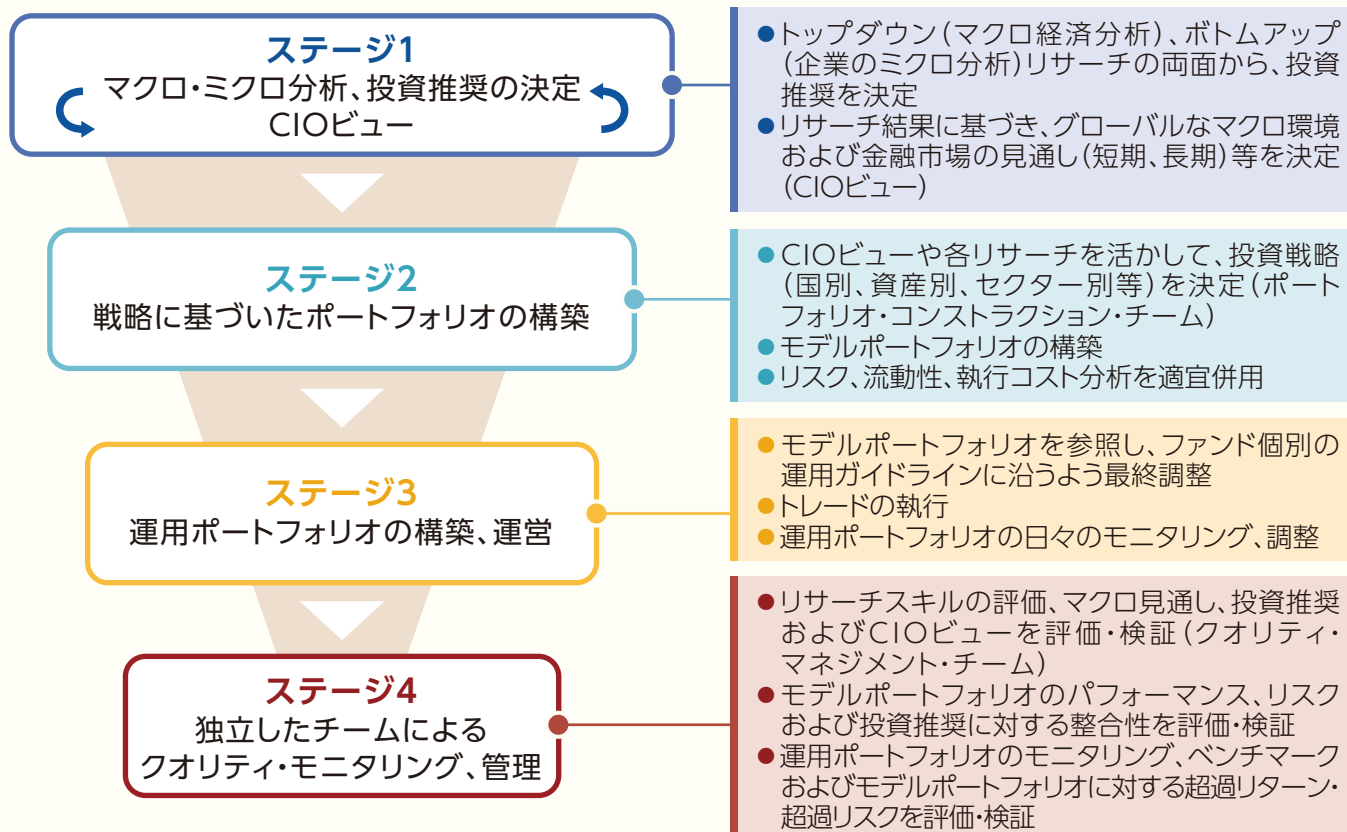 ステージ1
マクロ・ミクロ分析、投資推奨の決定
CIOビュー
●トップダウン(マクロ経済分析)、ボトムアップ
(企業のミクロ分析)リサーチの両面から、投資
推奨を決定
●リサーチ結果に基づき、グローバルなマクロ環境
および金融市場の見通し(短期、長期)等を決定
(CIOビュー)
ステージ2
戦略に基づいたポートフォリオの構築
●CIOビューや各リサーチを活かして、投資戦略
(国別、資産別、セクター別等)を決定(ポート
フォリオ・コンストラクション・チーム)
●モデルポートフォリオの構築
●リスク、流動性、執行コスト分析を適宜併用
ステージ3
運用ポートフォリオの構築、運営
●モデルポートフォリオを参照し、ファンド個別の
運用ガイドラインに沿うよう最終調整
●トレードの執行
●運用ポートフォリオの日々のモニタリング、調整
ステージ4
独立したチームによる
クオリティ・モニタリング、管理
●リサーチスキルの評価、マクロ見通し、投資推奨
およびCIOビューを評価・検証(クオリティ・
マネジメント・チーム)
●モデルポートフォリオのパフォーマンス、リスク
および投資推奨に対する整合性を評価・検証
●運用ポートフォリオのモニタリング、ベンチマーク
およびモデルポートフォリオに対する超過リターン・
超過リスクを評価・検証